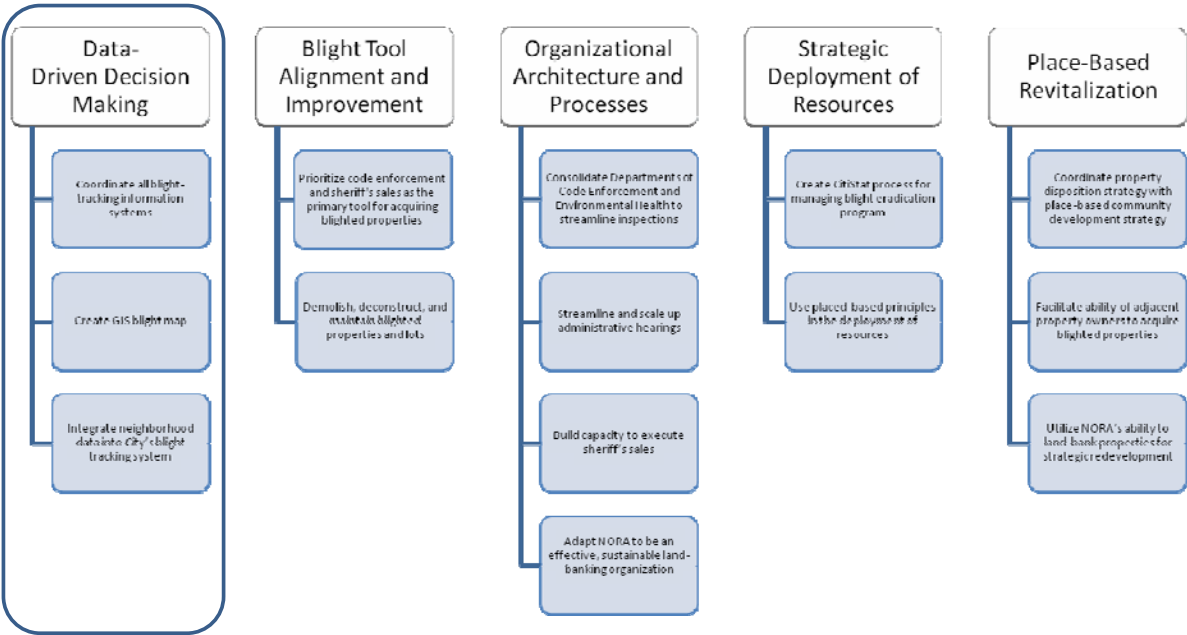 Data-
Driven Decision
Making
Coordinate all blight-
tracking information
systems
Create GIS blight map
Integrate neighborhood
data into City's blight
tracking system
Blight Tool
Alignment and
Improvement
Prioritize code enforcement
and sheriff's sales as the
primary tool for acquiring
blighted properties
Demolish, deconstruct, and
maintain blighted
properties and lots
Organizational
Architecture and
Processes
Consolidate Departments of
Code Enforcement and
Environmental Health to
streamline inspections
Streamline and scale up
administrative hearings
Build capacity to execute
sheriff's sales
Adapt NORA to be an
effective, sustainable land-
banking organization
Strategic
Deployment of
Resources
Create CitiStat process for
managing blight eradication
program
Use placed-based principles
in the deployment of
resources
Place-Based
Revitalization
Coordinate property
disposition strategy with
place-based community
development strategy
Facilitate ability of adjacent
property owners to acquire
blighted properties
Utilize NORA's ability to
land-bank properties for
strategic redevelopment